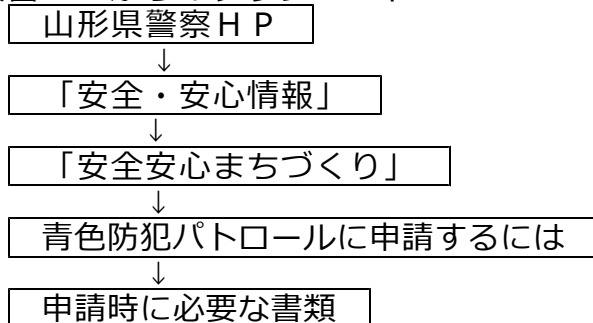 山形県警察ＨＰ
↓
「安全・安心情報」
↓
「安全安心まちづくり」
↓
青色防犯パトロールに申請するには
↓
申請時に必要な書類